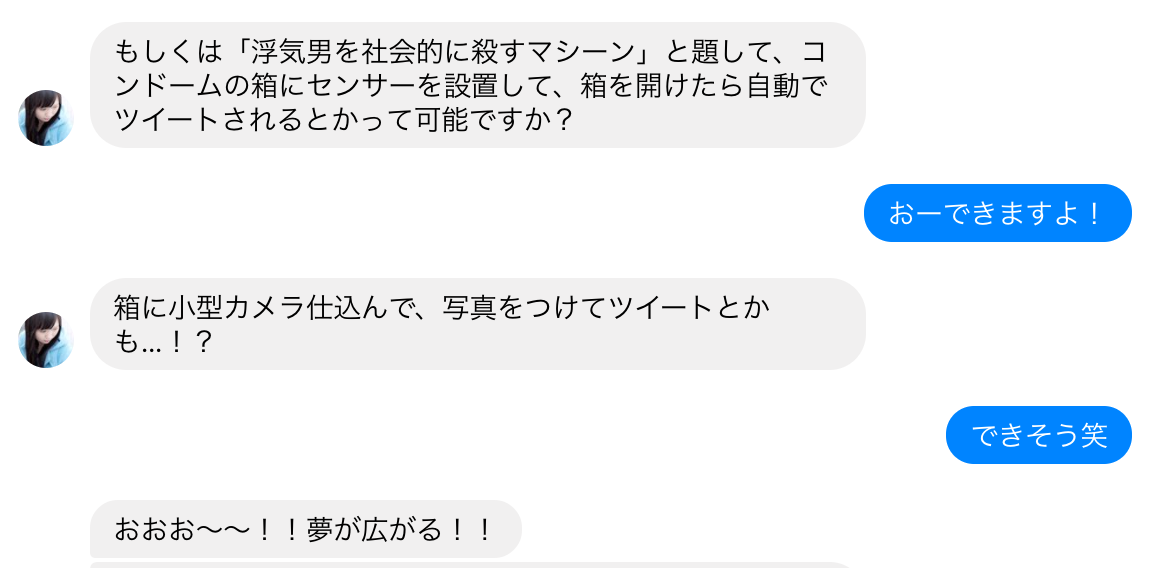 もしくは「浮気男を社会的に殺すマシーン」と題して、コ
ンドームの箱にセンサーを設置して、箱を開けたら自動で
ツイートされるとかって可能ですか？
おーできますよ！
箱に小型カメラ仕込んで、写真をつけてツイートとか
も...！？
できそう笑
おおお〜〜！！夢が広がる！！